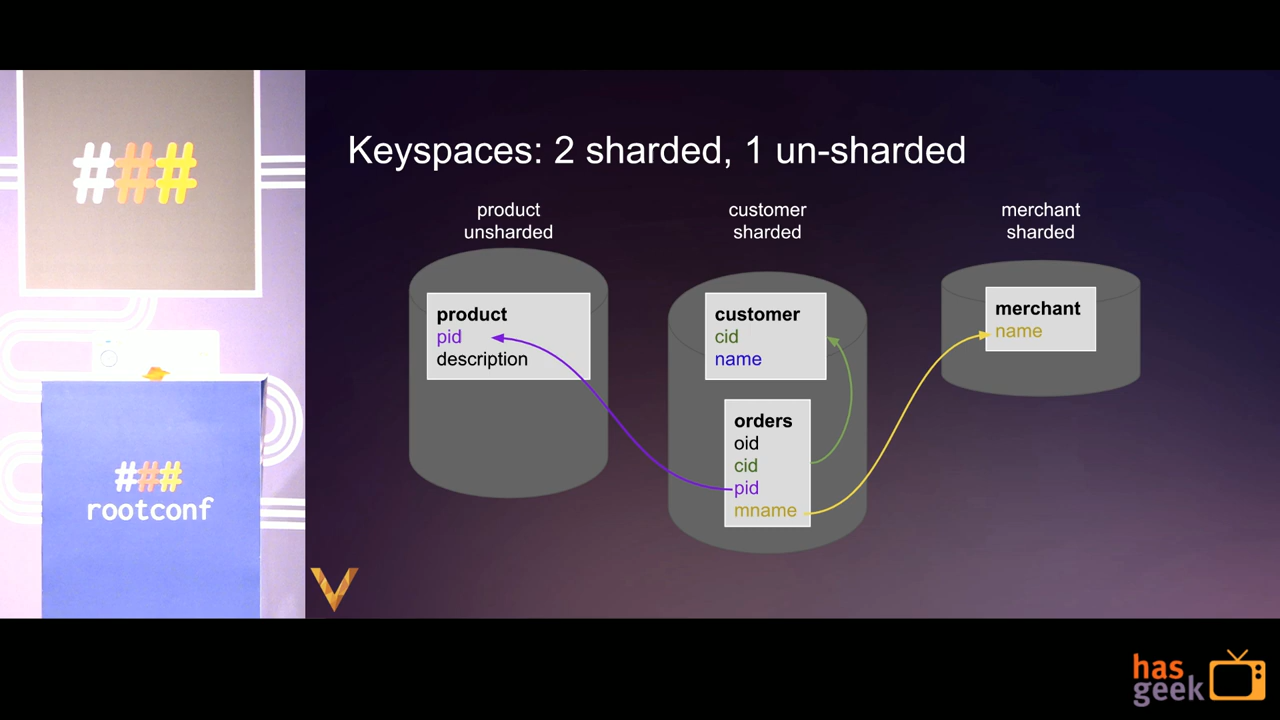 ###
###
rootconf
Keyspaces: 2 sharded, 1 un-sharded
product
unsharded
product
pid
description
customer
sharded
customer
cid
name
orders
oid
cid
pid
mname
merchant
sharded
merchant
name
has
geek